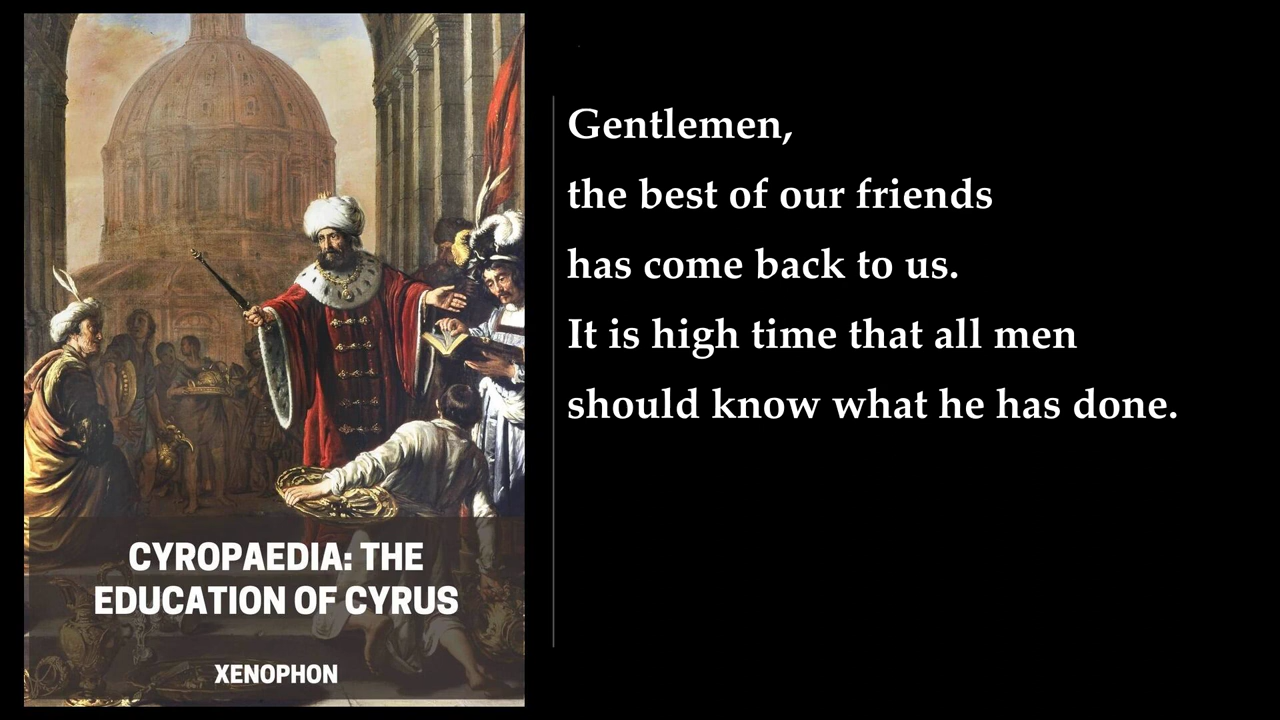 Gentlemen,
the best of our friends
has come back to us.
It is high time that all men
should know what he has done.
CYROPAEDIA: THE
EDUCATION OF CYRUS
XENOPHON